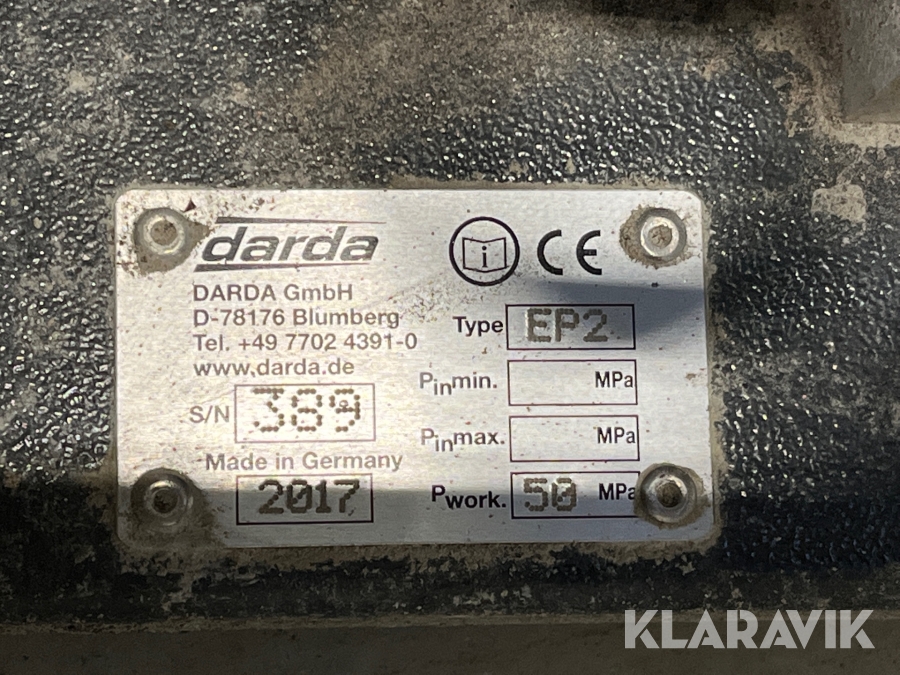 darda
DARDA GmbH
D-78176 Blumberg
Tel. +49 7702 4391-0
www.darda.de
S/N 389
Made in Germany
2017
i CE
Type EP2
Pinmin. MPa
Pinmax. MPa
Pwork. 50 MPa
KLARAVIK